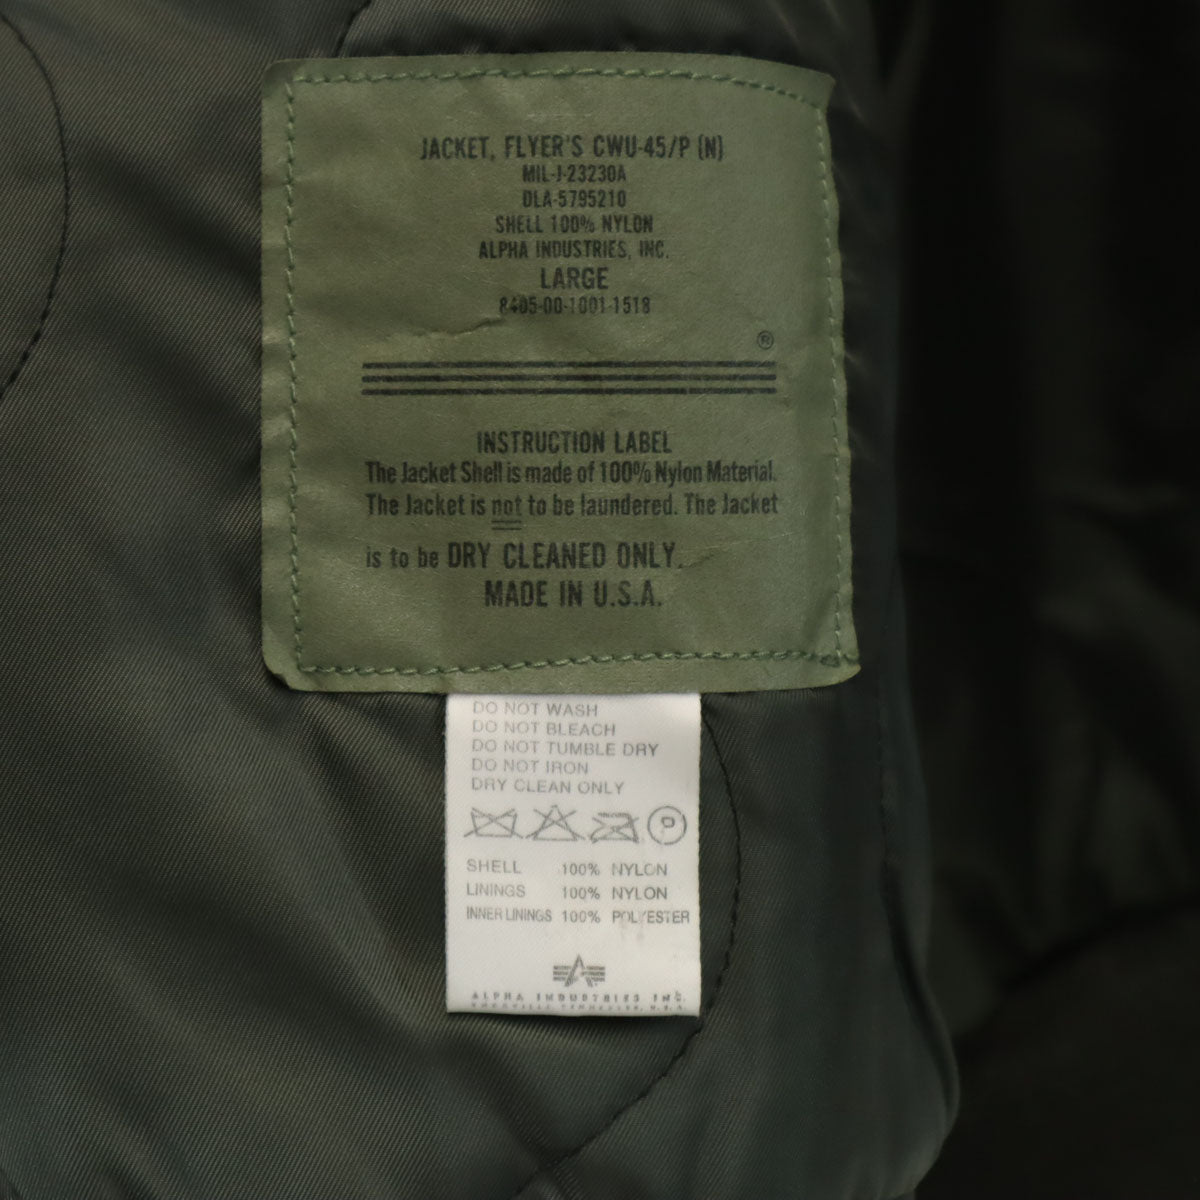 JACKET, FLYER'S CWU-45/P (N)
MIL-J-23230A
DLA-5795210
SHELL 100% NYLON
ALPHA INDUSTRIES, INC.
LARGE
8405-00-1001-1518
®
INSTRUCTION LABEL
The Jacket Shell is made of 100% Nylon Material.
The Jacket is not to be laundered. The Jacket
is to be DRY CLEANED ONLY.
MADE IN U.S.A.
DO NOT WASH
DO NOT BLEACH
DO NOT TUMBLE DRY
DO NOT IRON
DRY CLEAN ONLY
P
SHELL 100% NYLON
LININGS 100% NYLON
INNER LININGS 100% POLYESTER
ALPHA INDUSTRIES INC.
KNOXVILLE, TENNESSEE, U.S.A.